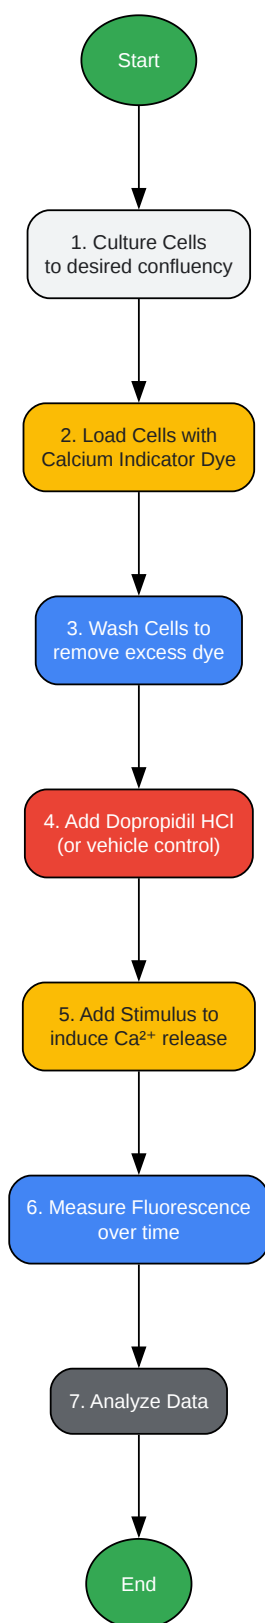 Start
1. Culture Cells
to desired confluency
2. Load Cells with
Calcium Indicator Dye
3. Wash Cells to
remove excess dye
4. Add Dopropidil HCl
(or vehicle control)
5. Add Stimulus to
induce Ca²⁺ release
6. Measure Fluorescence
over time
7. Analyze Data
End